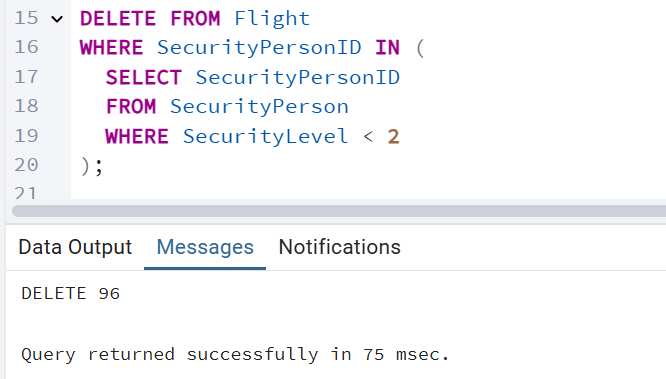 15 DELETE FROM Flight
16 WHERE SecurityPersonID IN (
17 SELECT SecurityPersonID
18 FROM SecurityPerson
19 WHERE SecurityLevel < 2
20 );
21
Data Output Messages Notifications
DELETE 96
Query returned successfully in 75 msec.